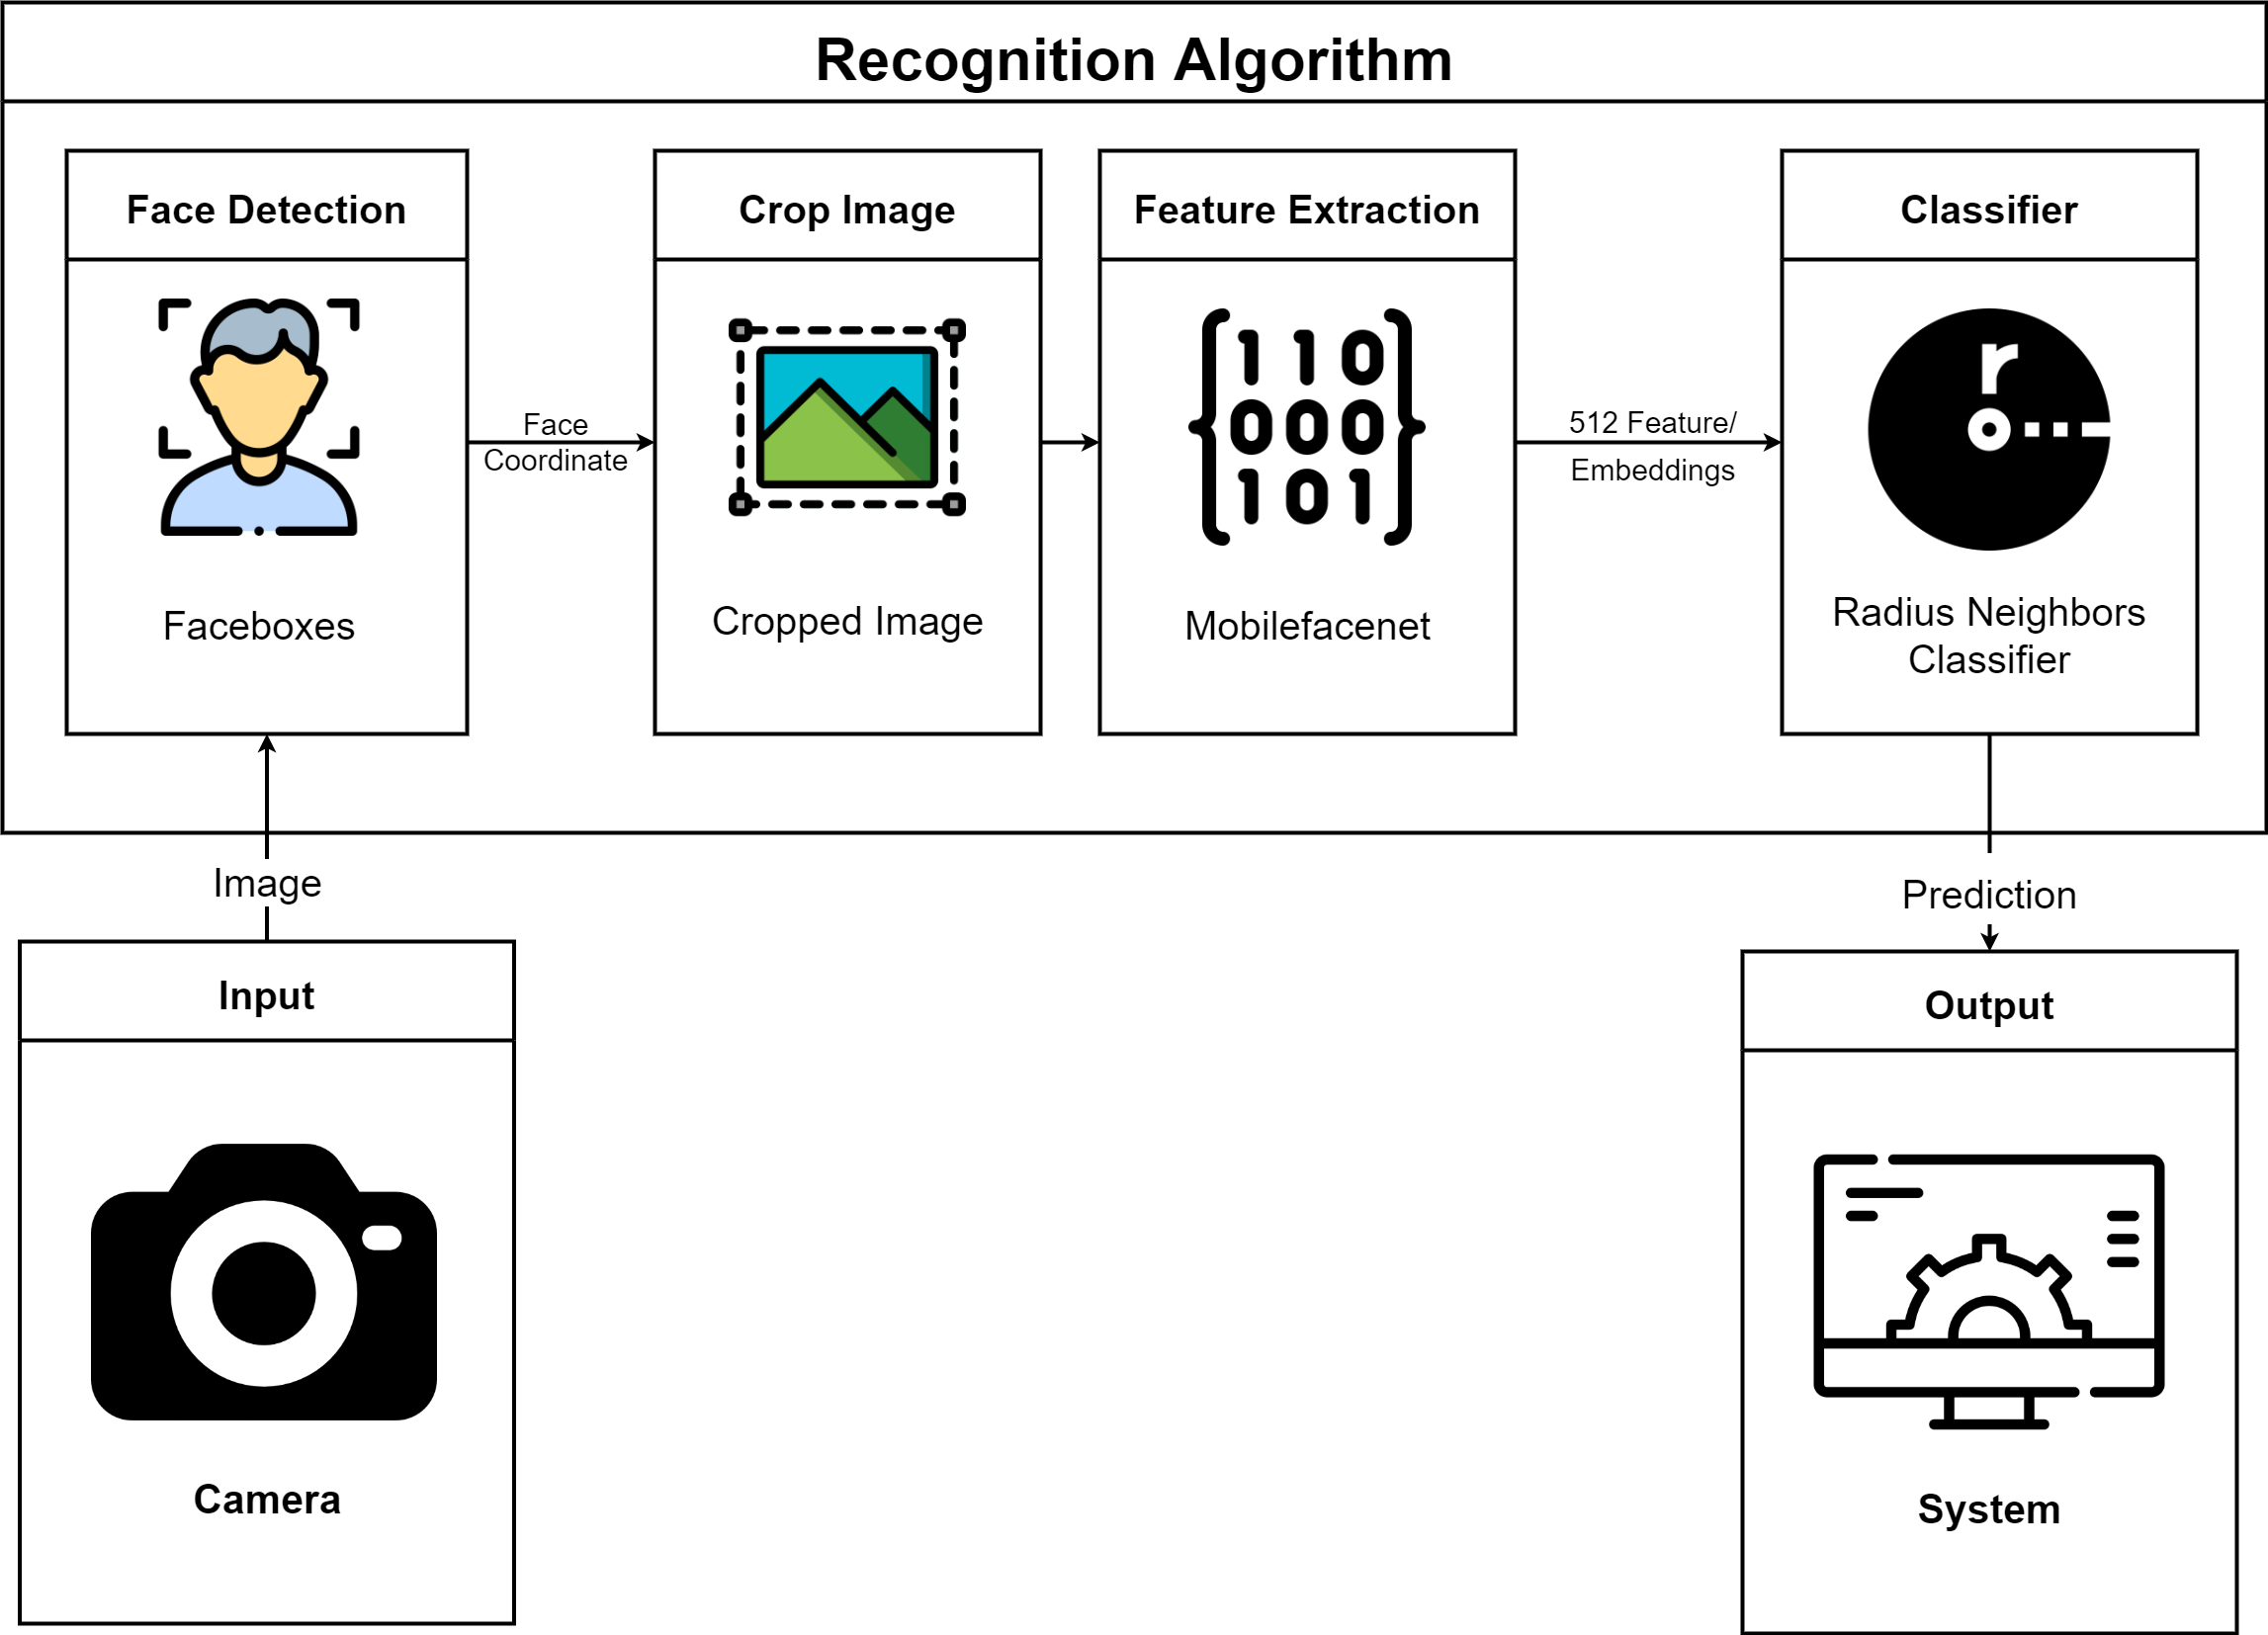 Recognition Algorithm
Face Detection
Faceboxes
Face
Coordinate
Crop Image
Cropped Image
Feature Extraction
110
000
101
Mobilefacenet
512 Feature/
Embeddings
Classifier
r
Radius Neighbors
Classifier
Image
Prediction
Input
Camera
Output
System